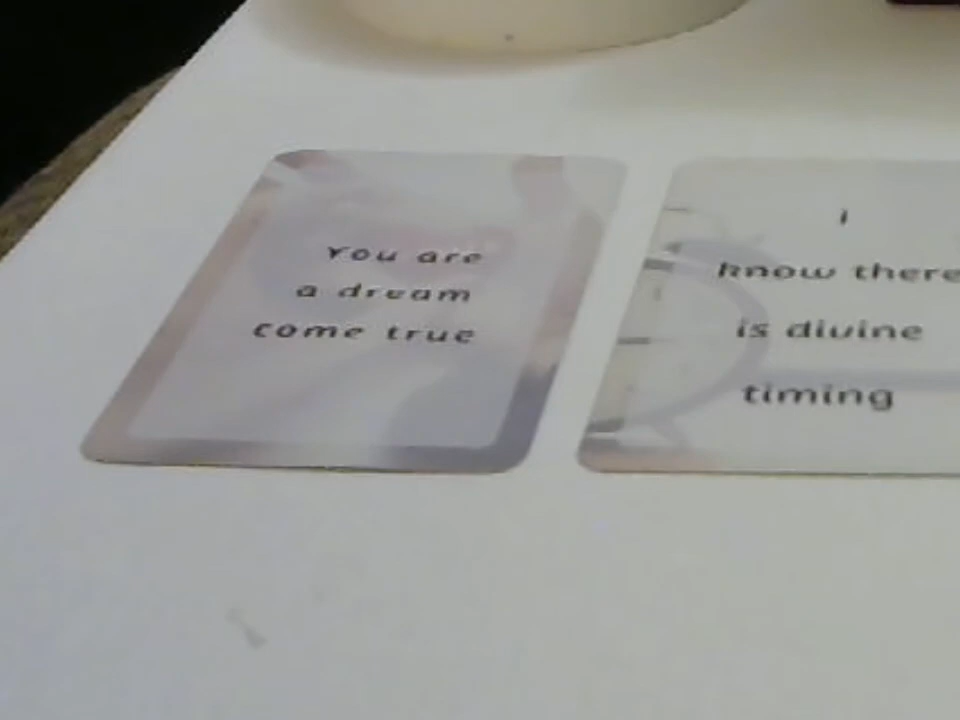 You are
a dream
come true
I
know there
is divine
timing